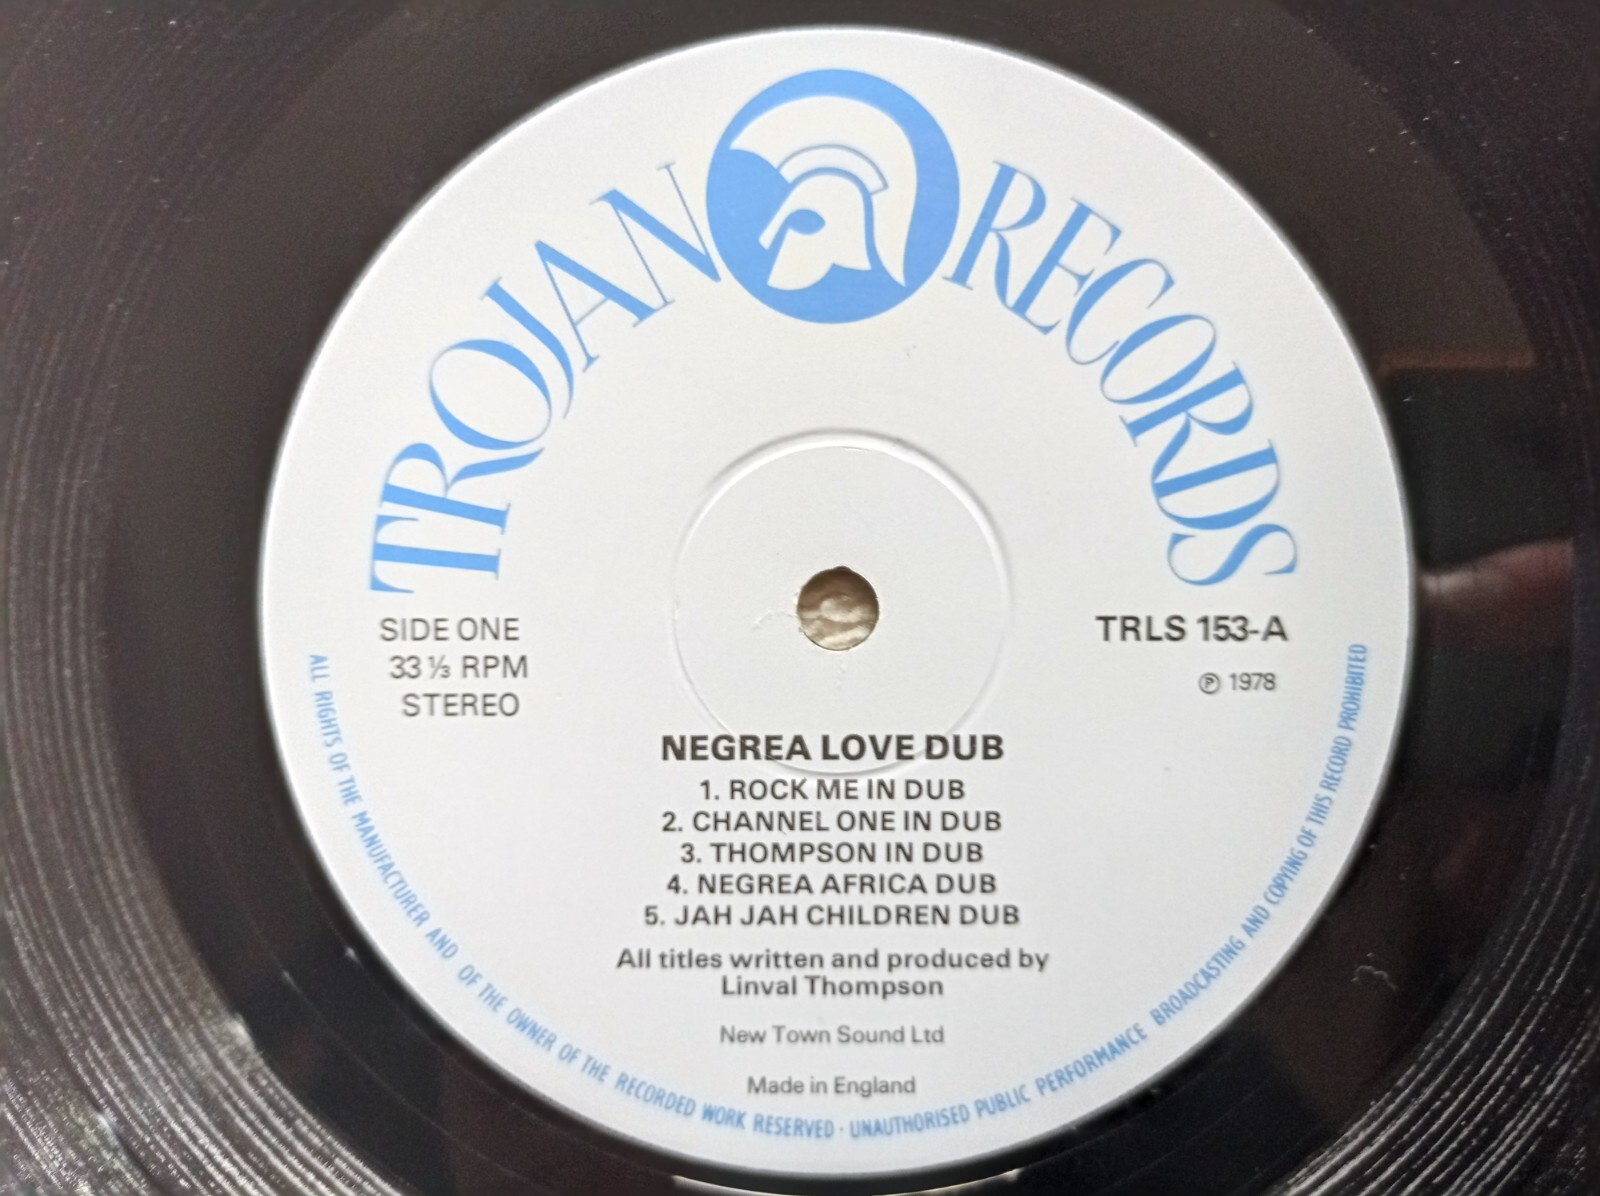 TROJAN RECORDS
SIDE ONE
33 ⅓ RPM
STEREO
TRLS 153-A
℗ 1978
NEGREA LOVE DUB
1. ROCK ME IN DUB
2. CHANNEL ONE IN DUB
3. THOMPSON IN DUB
4. NEGREA AFRICA DUB
5. JAH JAH CHILDREN DUB
All titles written and produced by
Linval Thompson
New Town Sound Ltd
Made in England
ALL RIGHTS OF THE MANUFACTURER AND OF THE OWNER OF THE RECORDED WORK RESERVED · UNAUTHORISED PUBLIC PERFORMANCE BROADCASTING AND COPYING OF THIS RECORD PROHIBITED